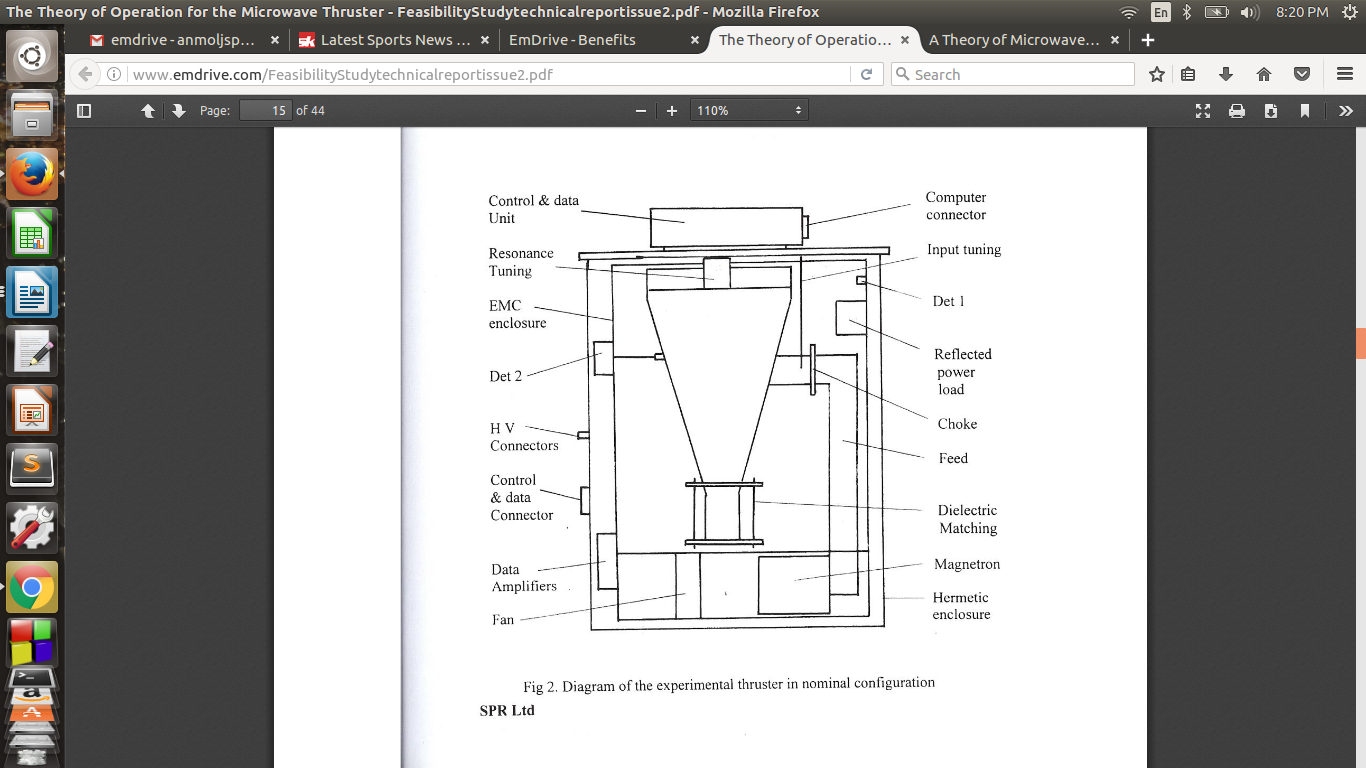 The Theory of Operation for the Microwave Thruster - FeasibilityStudytechnicalreportissue2.pdf - Mozilla Firefox
En
8:20 PM
emdrive - anmoljsp...
Latest Sports News ...
EmDrive - Benefits
The Theory of Operatio...
A Theory of Microwave...
www.emdrive.com/FeasibilityStudytechnicalreportissue2.pdf
Search
Page:
15
of 44
110%
Control & data
Unit
Computer
connector
Resonance
Tuning
Input tuning
EMC
enclosure
Det 1
Det 2
Reflected
power
load
H V
Connectors
Choke
Feed
Control
& data
Connector
Dielectric
Matching
Data
Amplifiers
Magnetron
Fan
Hermetic
enclosure
Fig 2. Diagram of the experimental thruster in nominal configuration
SPR Ltd